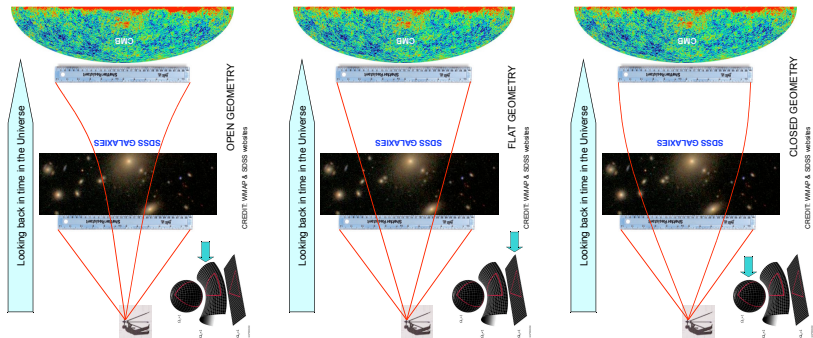 CMB
Looking back in time in the Universe
SDSS GALAXIES
OPEN GEOMETRY
CREDIT: WMAP & SDSS websites
CMB
Looking back in time in the Universe
SDSS GALAXIES
FLAT GEOMETRY
CREDIT: WMAP & SDSS websites
CMB
Looking back in time in the Universe
SDSS GALAXIES
CLOSED GEOMETRY
CREDIT: WMAP & SDSS websites